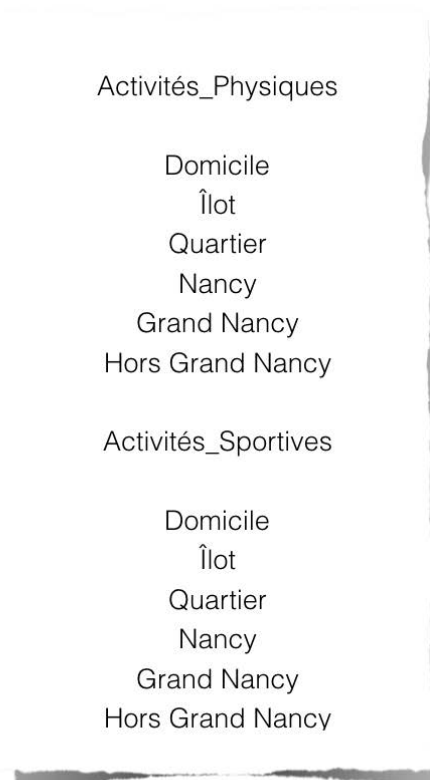 Activités_Physiques
Domicile
Îlot
Quartier
Nancy
Grand Nancy
Hors Grand Nancy
Activités_Sportives
Domicile
Îlot
Quartier
Nancy
Grand Nancy
Hors Grand Nancy